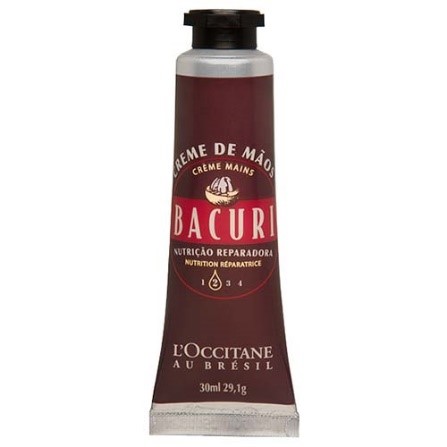 CREME DE MÃOS
CRÈME MAINS
BACURI
NUTRIÇÃO REPARADORA
NUTRITION RÉPARATRICE
1 2 3 4
L'OCCITANE
AU BRÉSIL
30ml 29,1g